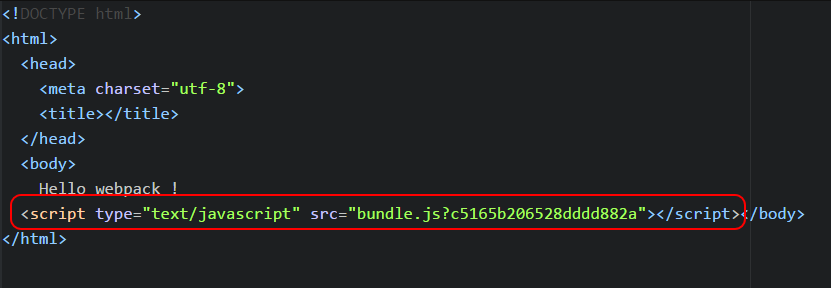 <!DOCTYPE html>
<html>
  <head>
    <meta charset="utf-8">
    <title></title>
  </head>
  <body>
    Hello webpack !
  <script type="text/javascript" src="bundle.js?c5165b206528dddd882a"></script></body>
</html>